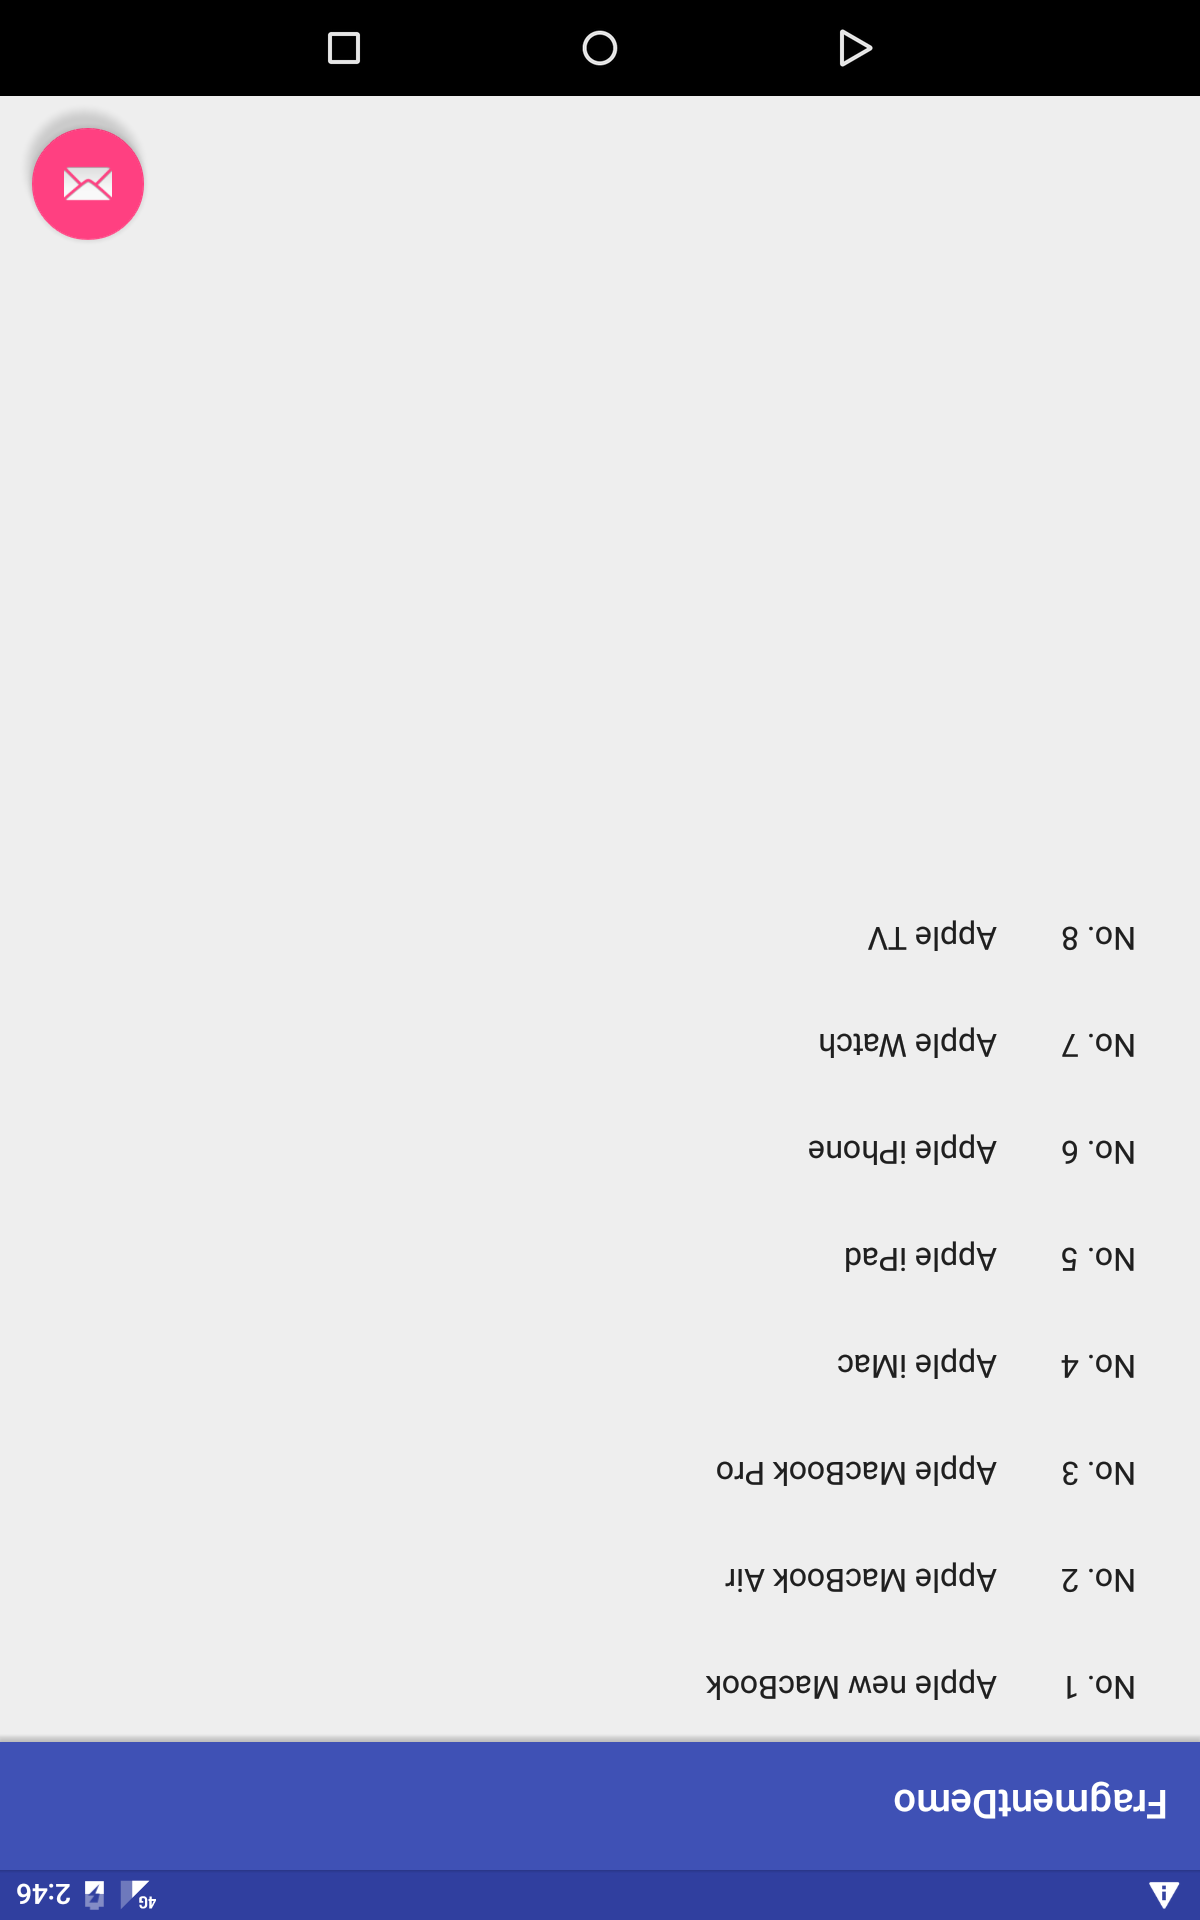 4G 2:46
FragmentDemo
No. 1 Apple new MacBook
No. 2 Apple MacBook Air
No. 3 Apple MacBook Pro
No. 4 Apple iMac
No. 5 Apple iPad
No. 6 Apple iPhone
No. 7 Apple Watch
No. 8 Apple TV